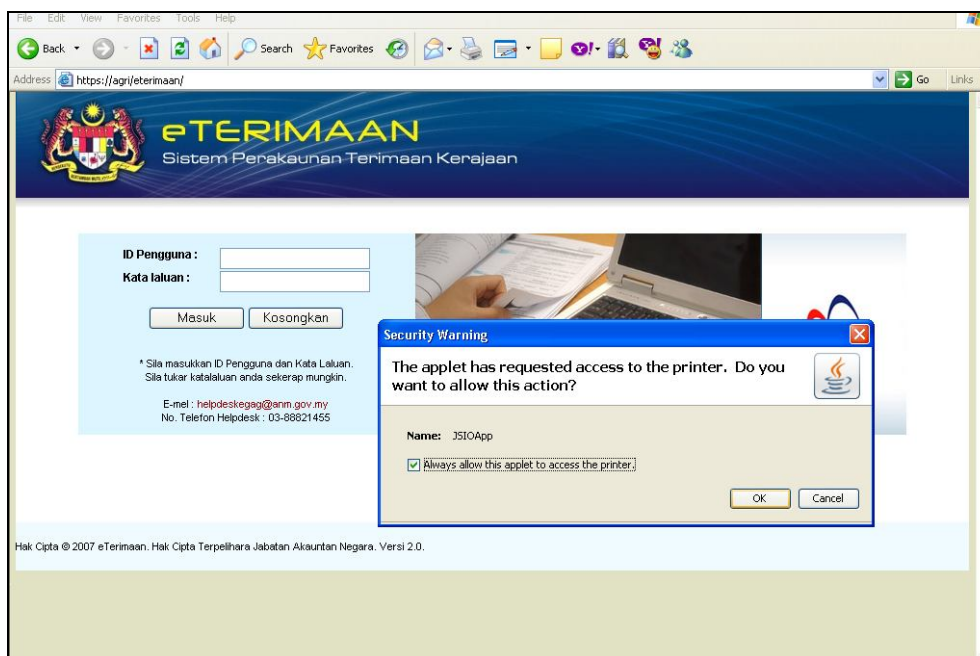 File Edit View Favorites Tools Help
Back Search Favorites
Address https://agri/eterimaan/ Go Links
eTERIMAAN
Sistem Perakaunan Terimaan Kerajaan
ID Pengguna :
Kata laluan :
Masuk Kosongkan
* Sila masukkan ID Pengguna dan Kata Laluan.
Sila tukar katalaluan anda sekerap mungkin.
E-mel : helpdeskegag@anm.gov.my
No. Telefon Helpdesk : 03-88821455
Security Warning
The applet has requested access to the printer. Do you
want to allow this action?
Name: JSIOApp
Always allow this applet to access the printer.
OK Cancel
Hak Cipta © 2007 eTerimaan. Hak Cipta Terpelihara Jabatan Akauntan Negara. Versi 2.0.